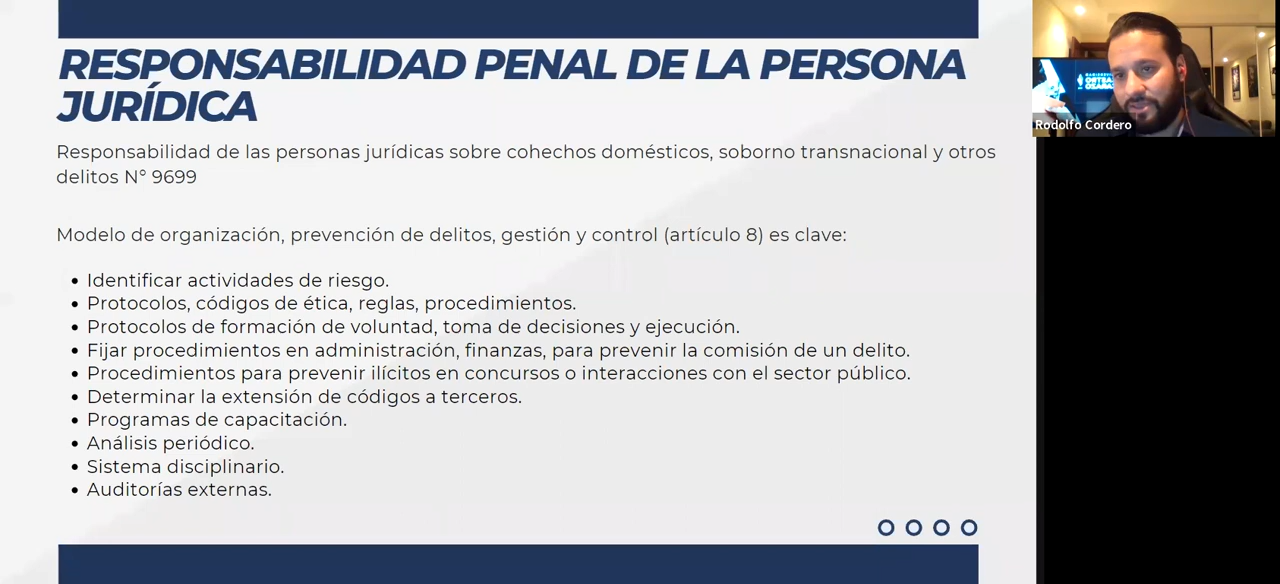 RESPONSABILIDAD PENAL DE LA PERSONA
JURÍDICA
Responsabilidad de las personas jurídicas sobre cohechos domésticos, soborno transnacional y otros
delitos N° 9699
Modelo de organización, prevención de delitos, gestión y control (artículo 8) es clave:
• Identificar actividades de riesgo.
• Protocolos, códigos de ética, reglas, procedimientos.
• Protocolos de formación de voluntad, toma de decisiones y ejecución.
• Fijar procedimientos en administración, finanzas, para prevenir la comisión de un delito.
• Procedimientos para prevenir ilícitos en concursos o interacciones con el sector público.
• Determinar la extensión de códigos a terceros.
• Programas de capacitación.
• Análisis periódico.
• Sistema disciplinario.
• Auditorías externas.
Rodolfo Cordero